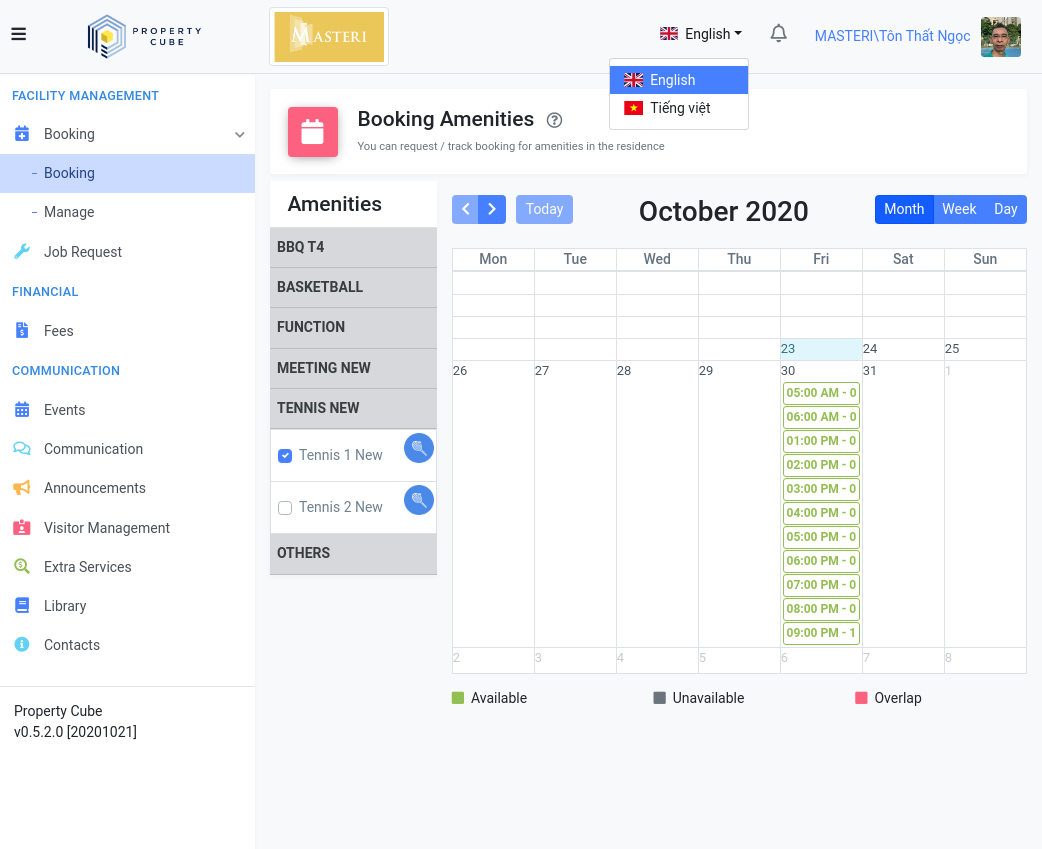 PROPERTY
CUBE
MASTERI
English
MASTERI\Tôn Thất Ngọc
English
Tiếng việt
FACILITY MANAGEMENT
Booking
- Booking
- Manage
Job Request
FINANCIAL
Fees
COMMUNICATION
Events
Communication
Announcements
Visitor Management
Extra Services
Library
Contacts
Property Cube
v0.5.2.0 [20201021]
Booking Amenities
You can request / track booking for amenities in the residence
Amenities
BBQ T4
BASKETBALL
FUNCTION
MEETING NEW
TENNIS NEW
Tennis 1 New
Tennis 2 New
OTHERS
Today
October 2020
Month Week Day
Mon Tue Wed Thu Fri Sat Sun
23 24 25
26 27 28 29 30 31 1
05:00 AM - 0
06:00 AM - 0
01:00 PM - 0
02:00 PM - 0
03:00 PM - 0
04:00 PM - 0
05:00 PM - 0
06:00 PM - 0
07:00 PM - 0
08:00 PM - 0
09:00 PM - 1
2 3 4 5 6 7 8
Available Unavailable Overlap